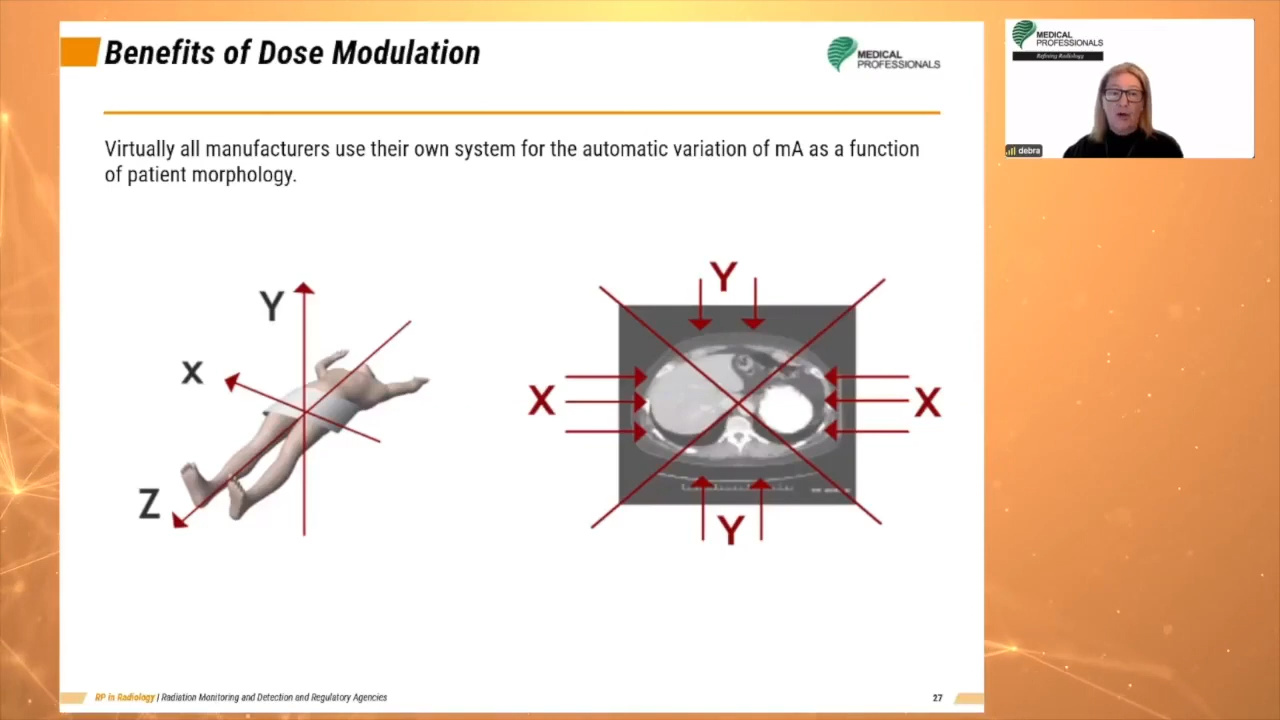 Benefits of Dose Modulation
MEDICAL
PROFESSIONALS
MEDICAL
PROFESSIONALS
Refining Radiology
debra
Virtually all manufacturers use their own system for the automatic variation of mA as a function
of patient morphology.
Y
X
Z
Y
X
X
Y
RP in Radiology | Radiation Monitoring and Detection and Regulatory Agencies
27